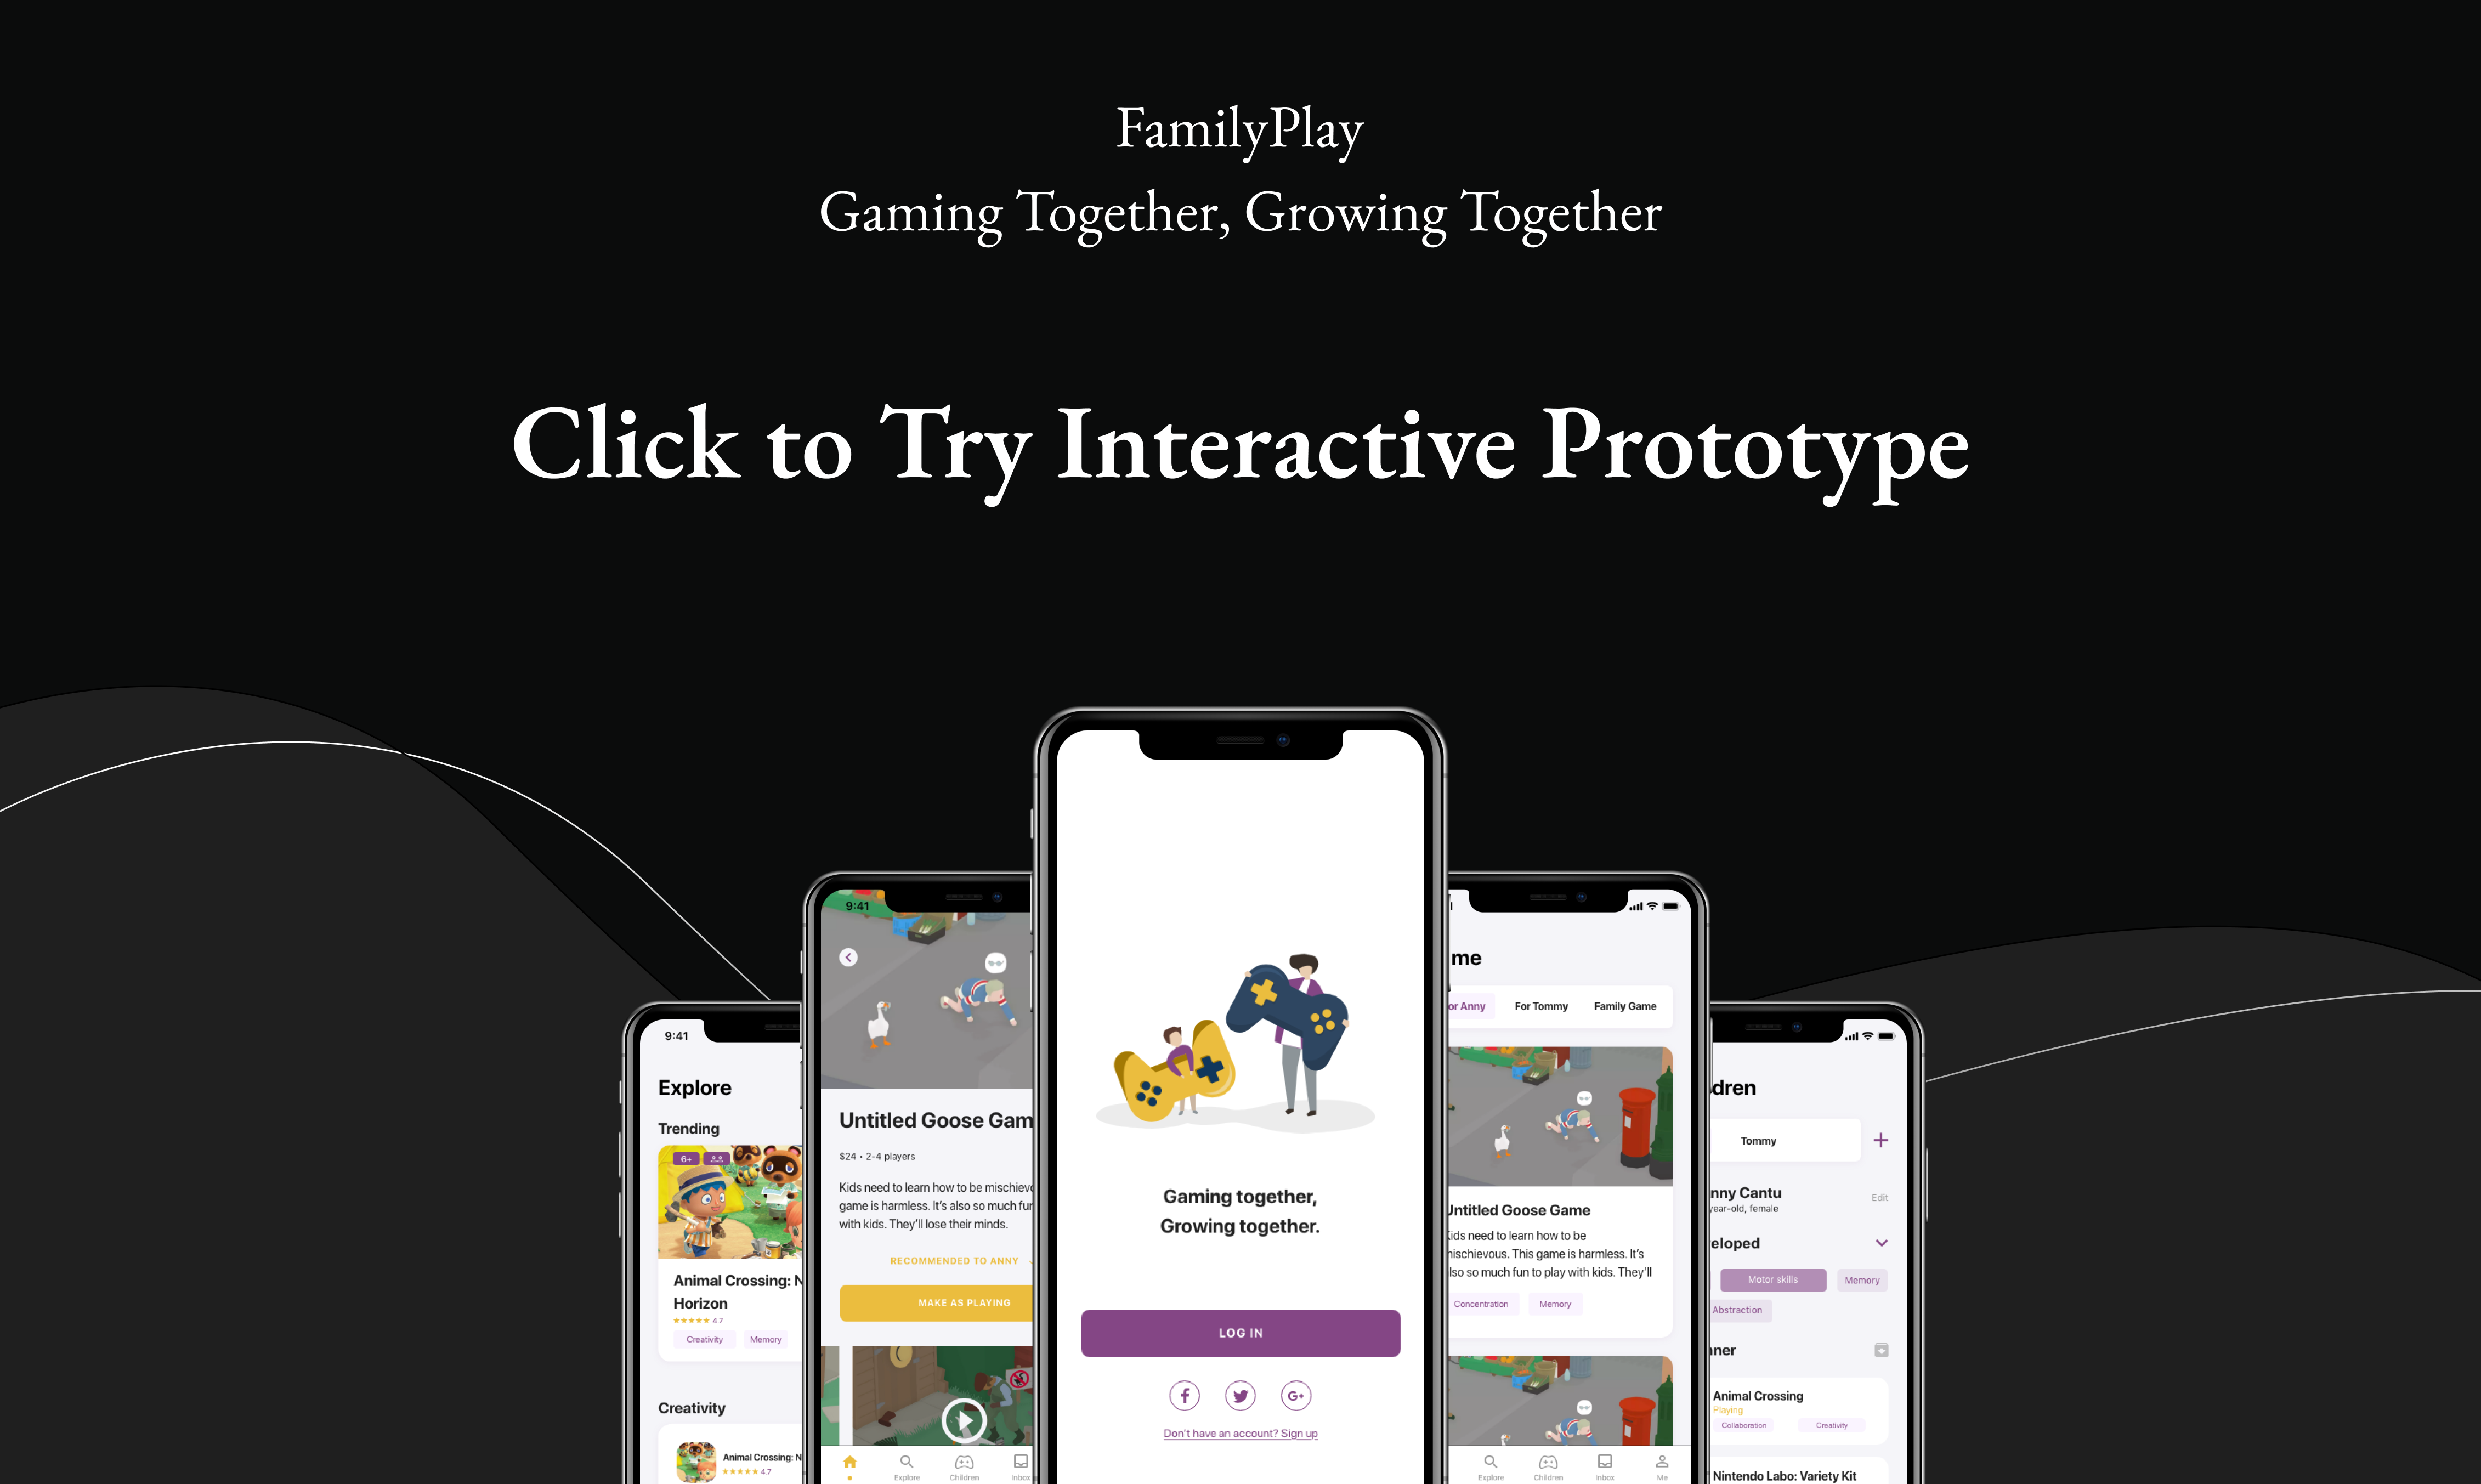 FamilyPlay
Gaming Together, Growing Together
Click to Try Interactive Prototype
9:41
Explore
Trending
6+
Animal Crossing: N
Horizon
4.7
Creativity Memory
Creativity
Animal Crossing: N
4.7
9:41
Untitled Goose Gam
$24 • 2-4 players
Kids need to learn how to be mischievo
game is harmless. It's also so much fun
with kids. They'll lose their minds.
RECOMMENDED TO ANNY
MAKE AS PLAYING
Explore Children Inbox
Gaming together,
Growing together.
LOG IN
f G+
Don't have an account? Sign up
me
or Anny For Tommy Family Game
Untitled Goose Game
Kids need to learn how to be
mischievous. This game is harmless. It's
also so much fun to play with kids. They'll
Concentration Memory
Explore Children Inbox Me
dren
Tommy
nny Cantu Edit
year-old, female
eloped
Motor skills Memory
Abstraction
nner
Animal Crossing
Playing
Collaboration Creativity
Nintendo Labo: Variety Kit